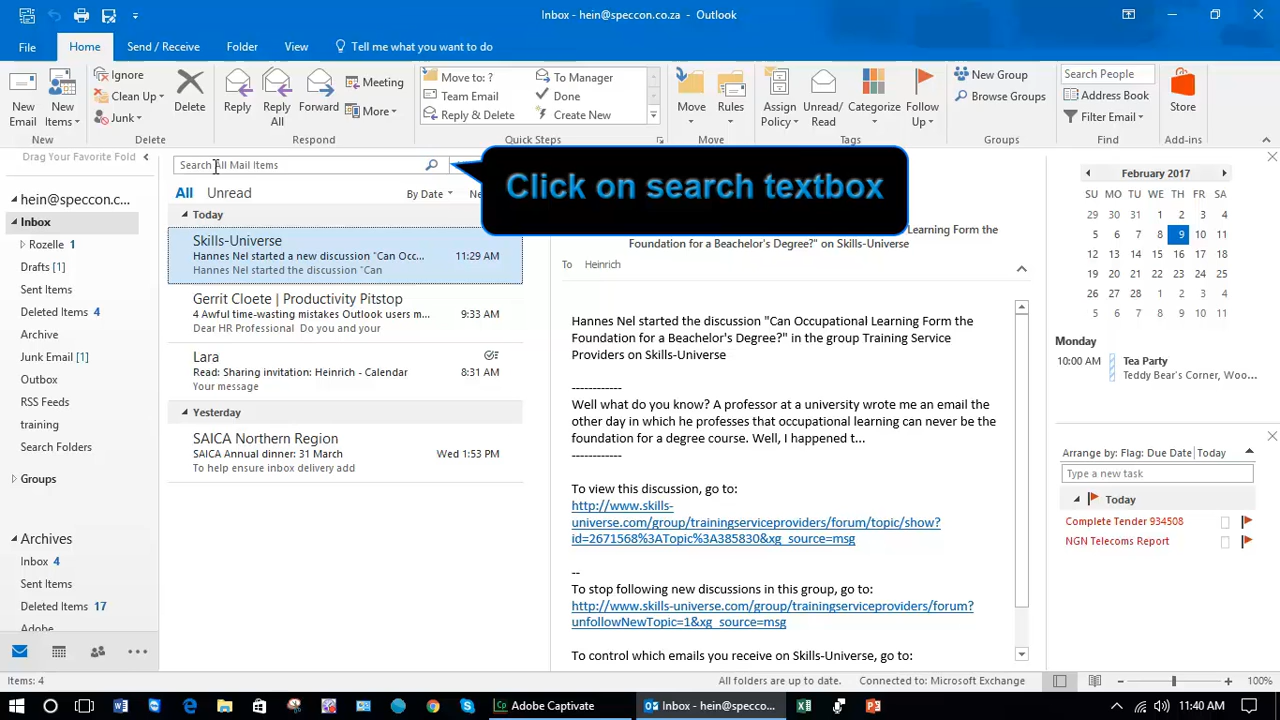 Inbox - hein@speccon.co.za - Outlook
File
Home
Send / Receive
Folder
View
Tell me what you want to do
New Email
New Items
New
Ignore
Clean Up
Junk
Delete
Delete
Reply
Reply All
Forward
Meeting
More
Respond
Move to: ?
Team Email
Reply & Delete
To Manager
Done
Create New
Quick Steps
Move
Rules
Move
Assign Policy
Unread/ Read
Categorize
Follow Up
Tags
New Group
Browse Groups
Groups
Search People
Address Book
Filter Email
Find
Store
Add-ins
Drag Your Favorite Fold
hein@speccon.c...
Inbox
Rozelle 1
Drafts [1]
Sent Items
Deleted Items 4
Archive
Junk Email [1]
Outbox
RSS Feeds
training
Search Folders
Groups
Archives
Inbox 4
Sent Items
Deleted Items 17
Adobe
Search All Mail Items
All
Unread
By Date
Today
Skills-Universe
Hannes Nel started a new discussion "Can Occ...
11:29 AM
Hannes Nel started the discussion "Can
Gerrit Cloete | Productivity Pitstop
4 Awful time-wasting mistakes Outlook users m...
9:33 AM
Dear HR Professional Do you and your
Lara
Read: Sharing invitation: Heinrich - Calendar
8:31 AM
Your message
Yesterday
SAICA Northern Region
SAICA Annual dinner: 31 March
Wed 1:53 PM
To help ensure inbox delivery add
Click on search textbox
Learning Form the
Foundation for a Beachelor's Degree?" on Skills-Universe
To Heinrich
Hannes Nel started the discussion "Can Occupational Learning Form the
Foundation for a Beachelor's Degree?" in the group Training Service
Providers on Skills-Universe
------------
Well what do you know? A professor at a university wrote me an email the
other day in which he professes that occupational learning can never be the
foundation for a degree course. Well, I happened t...
------------
To view this discussion, go to:
http://www.skills-
universe.com/group/trainingserviceproviders/forum/topic/show?
id=2671568%3ATopic%3A385830&xg_source=msg
--
To stop following new discussions in this group, go to:
http://www.skills-universe.com/group/trainingserviceproviders/forum?
unfollowNewTopic=1&xg_source=msg
To control which emails you receive on Skills-Universe, go to:
February 2017
SU MO TU WE TH FR SA
29 30 31 1 2 3 4
5 6 7 8 9 10 11
12 13 14 15 16 17 18
19 20 21 22 23 24 25
26 27 28 1 2 3 4
5 6 7 8 9 10 11
Monday
10:00 AM Tea Party
Teddy Bear's Corner, Woo...
Arrange by: Flag: Due Date Today
Type a new task
Today
Complete Tender 934508
NGN Telecoms Report
Items: 4
All folders are up to date.
Connected to: Microsoft Exchange
100%
Adobe Captivate
Inbox - hein@specco...
11:40 AM